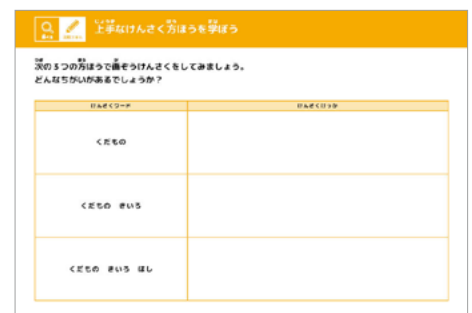 上手なけんさく方ほうを学ぼう
次の3つの方ほうで画ぞうけんさくをしてみましょう。
どんなちがいがあるでしょうか?
けんさくワード けんさくけっか
くだもの
くだもの きいろ
くだもの きいろ ほし